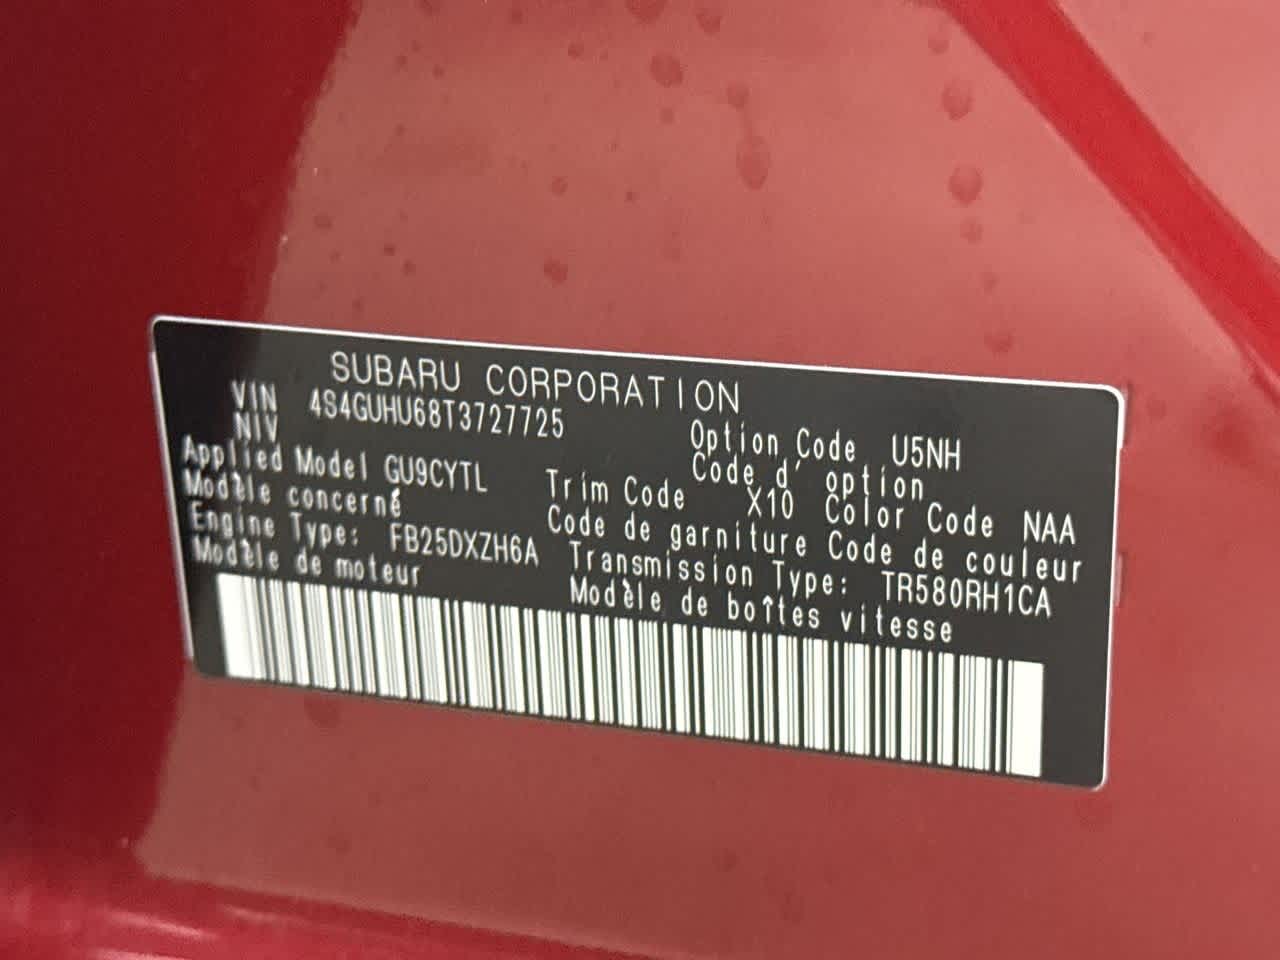 SUBARU CORPORATION
VIN 4S4GUHU68T3727725
NIV
Option Code U5NH
Code d' option
Applied Model GU9CYTL
Modèle concerné
Trim Code X10 Color Code NAA
Code de garniture Code de couleur
Engine Type: FB25DXZH6A
Modèle de moteur
Transmission Type: TR580RH1CA
Modèle de boîtes vitesse